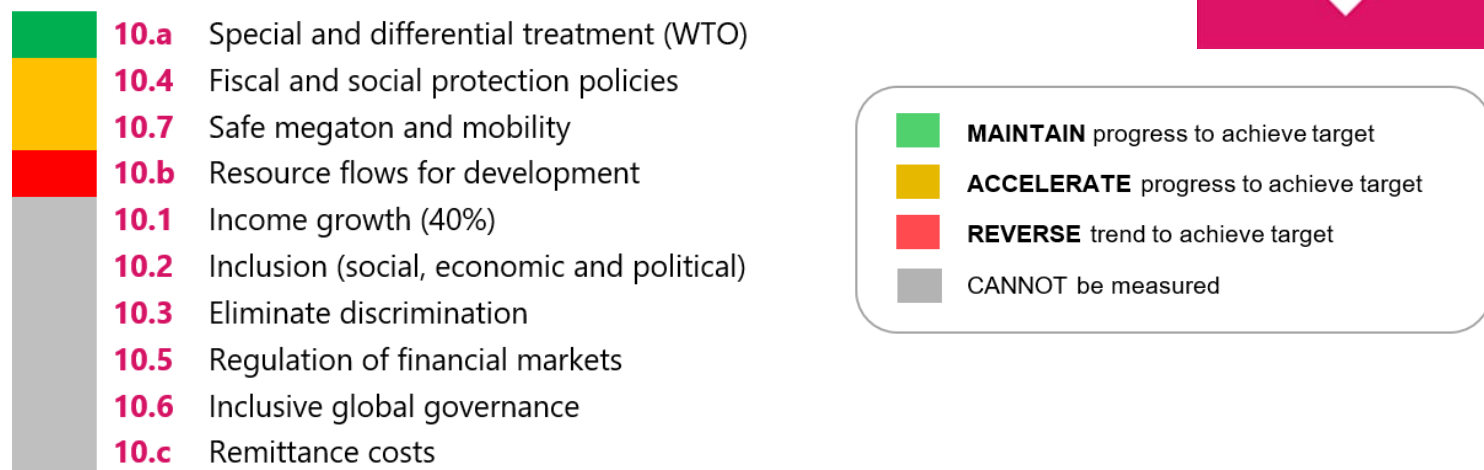 10.a Special and differential treatment (WTO)
10.4 Fiscal and social protection policies
10.7 Safe megaton and mobility
10.b Resource flows for development
10.1 Income growth (40%)
10.2 Inclusion (social, economic and political)
10.3 Eliminate discrimination
10.5 Regulation of financial markets
10.6 Inclusive global governance
10.c Remittance costs
MAINTAIN progress to achieve target
ACCELERATE progress to achieve target
REVERSE trend to achieve target
CANNOT be measured